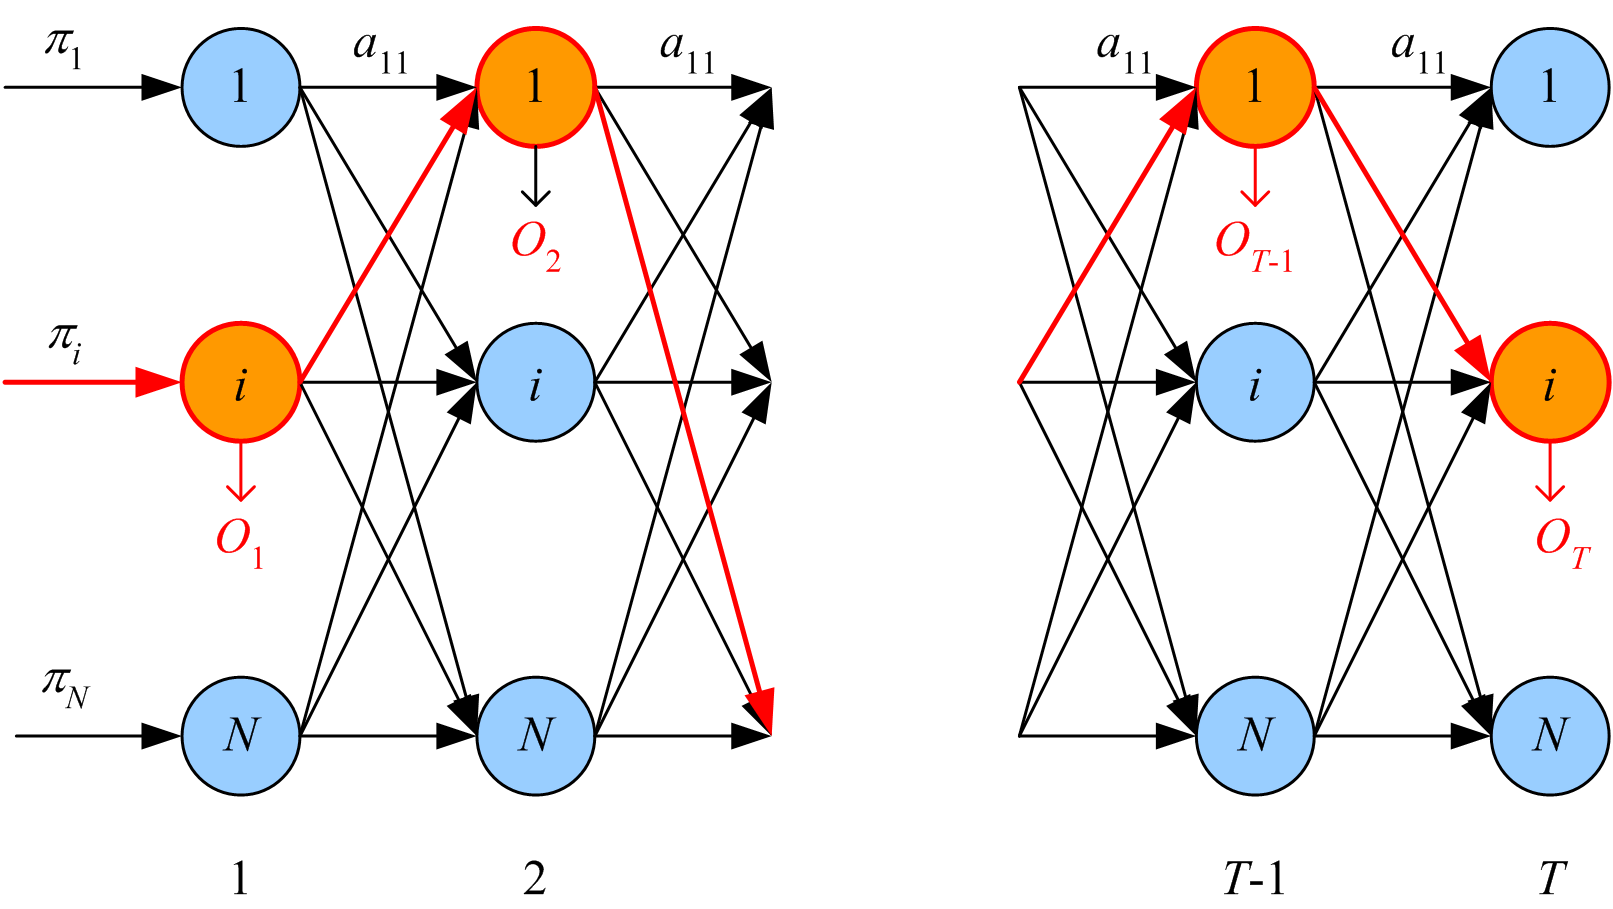 π1 a11 a11 a11 a11
1 1 1 1
O2 OT-1
πi
i i i i
O1 OT
πN
N N N N
1 2 T-1 T